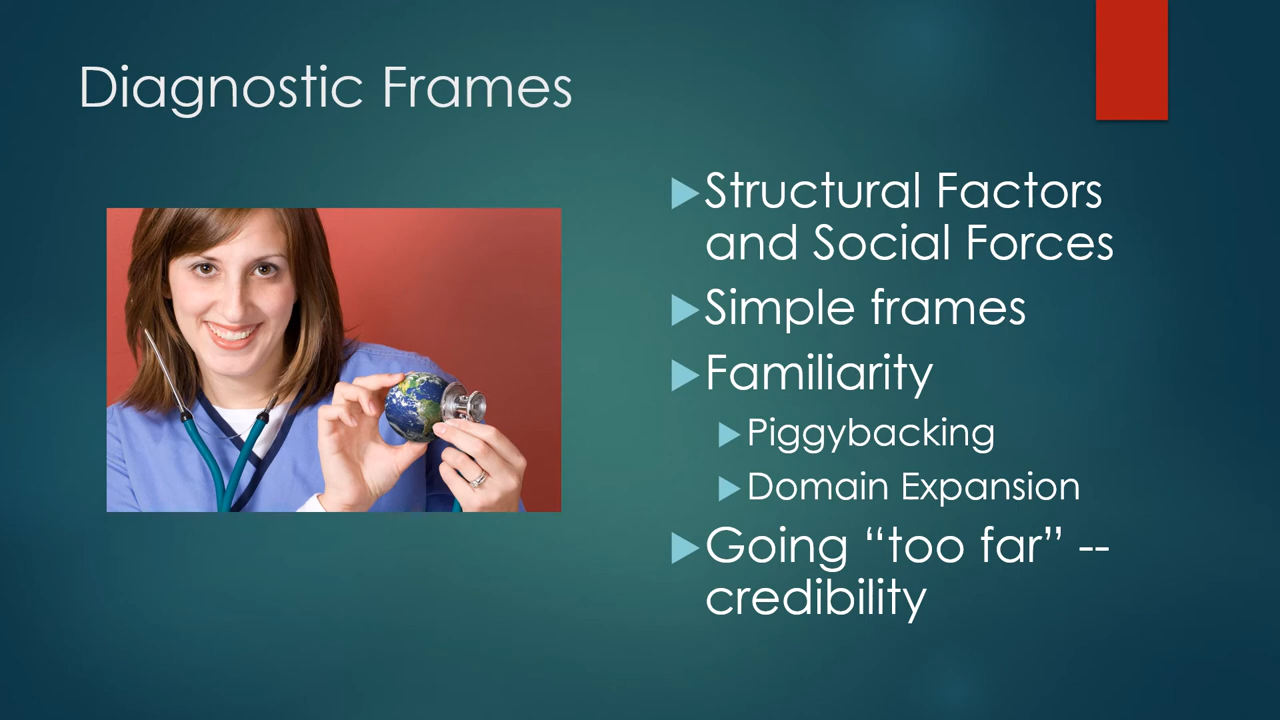 Diagnostic Frames
Structural Factors
and Social Forces
Simple frames
Familiarity
Piggybacking
Domain Expansion
Going “too far” --
credibility